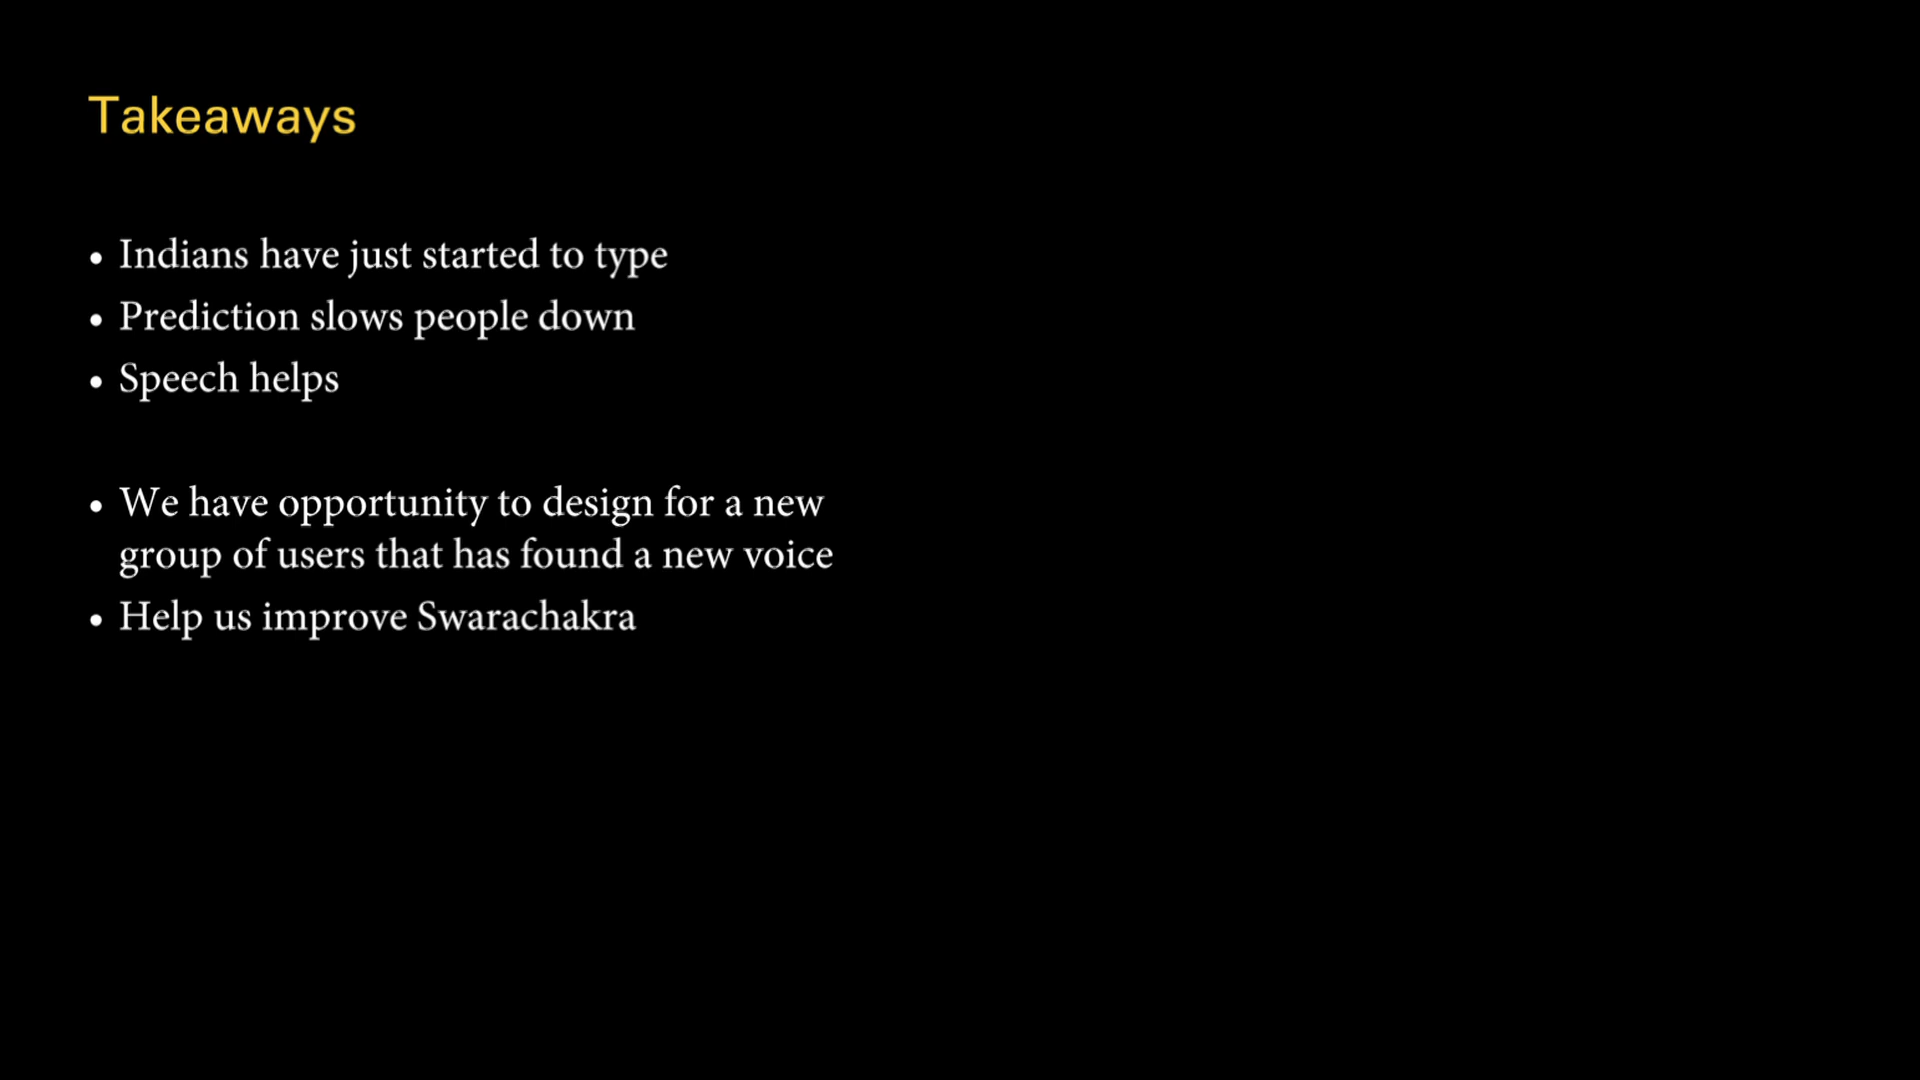 Takeaways
• Indians have just started to type
• Prediction slows people down
• Speech helps
• We have opportunity to design for a new
group of users that has found a new voice
• Help us improve Swarachakra